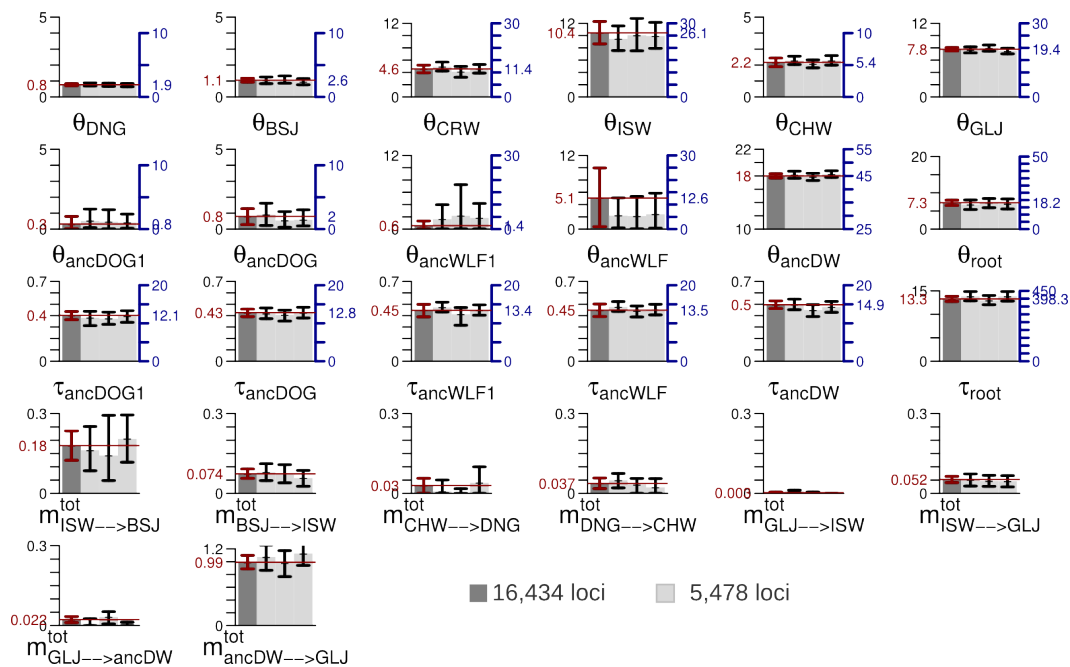 5 10 5 10 12 30 12 30 5 10 12 30
0.8 1.9 1.1 2.6 4.6 11.4 10.4 26.1 2.2 5.4 7.8 19.4
0 0 0 0 0 0 0 0 0 0 0 0
θDNG θBSJ θCRW θISW θCHW θGLJ
5 10 5 10 12 30 12 30 22 55 20 50
0.3 0.8 0.8 2 0.6 1.4 5.1 12.6 18 45 7.3 18.2
0 0 0 0 0 0 0 0 10 25 0 0
θancDOG1 θancDOG θancWLF1 θancWLF θancDW θroot
0.7 20 0.7 20 0.7 20 0.7 20 0.7 20 15 450
0.4 12.1 0.43 12.8 0.45 13.4 0.45 13.5 0.5 14.9 13.3 398.3
0 0 0 0 0 0 0 0 0 0 0 0
τancDOG1 τancDOG τancWLF1 τancWLF τancDW τroot
0.3 0.3 0.3 0.3 0.3 0.3
0.18 0.074 0.03 0.037 0.003 0.052
0 0 0 0 0 0
mtotISW-->BSJ mtotBSJ-->ISW mtotCHW-->DNG mtotDNG-->CHW mtotGLJ-->ISW mtotISW-->GLJ
0.3 1.2
0.022 0.99
0 0
mtotGLJ-->ancDW mtotancDW-->GLJ
16,434 loci 5,478 loci